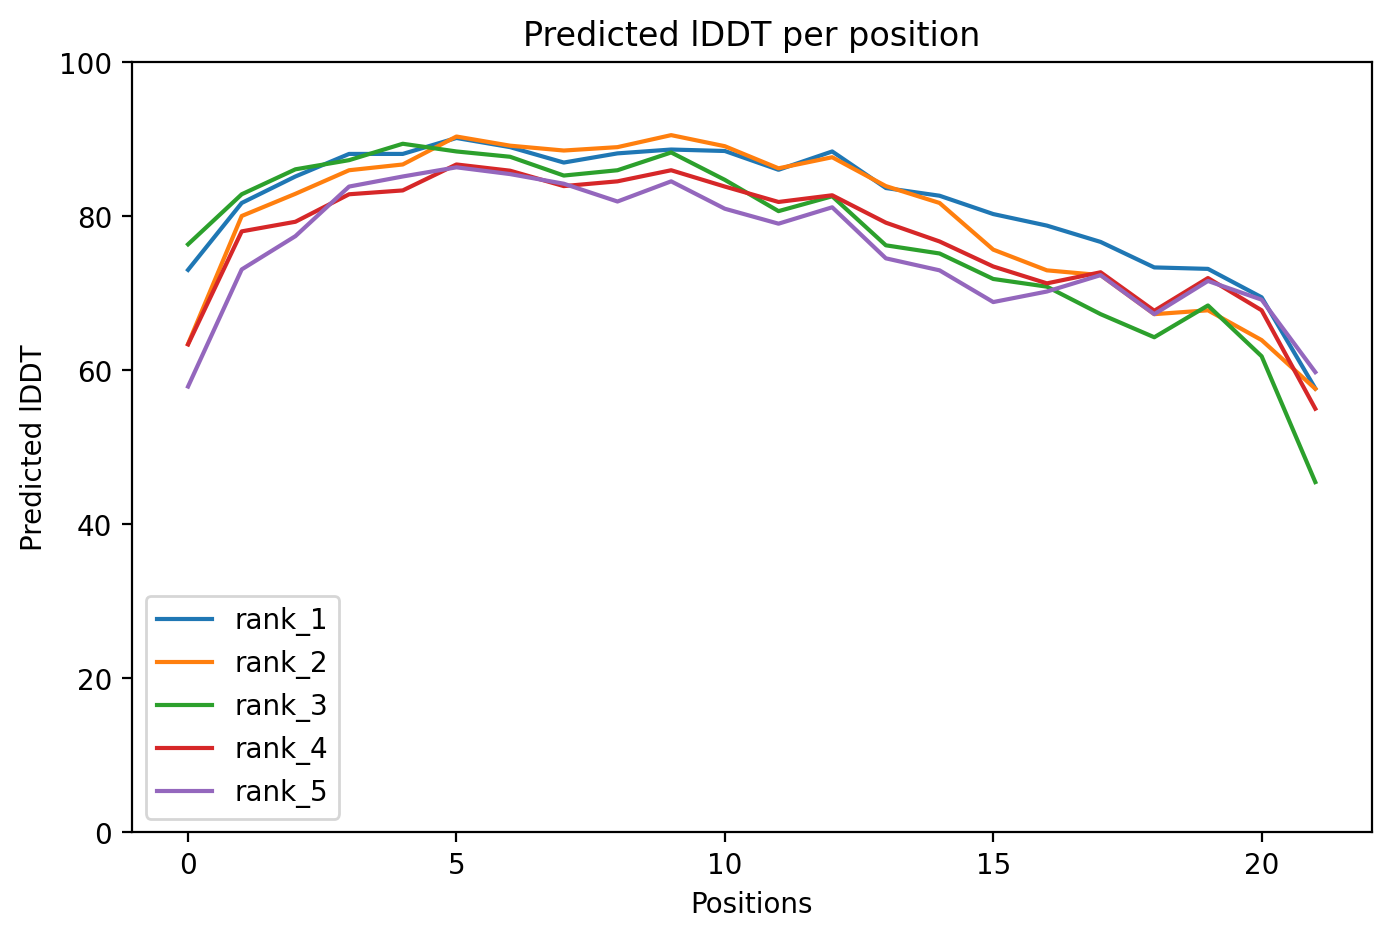 Predicted lDDT per position
100
80
60
40
20
0
Predicted lDDT
rank_1
rank_2
rank_3
rank_4
rank_5
0 5 10 15 20
Positions